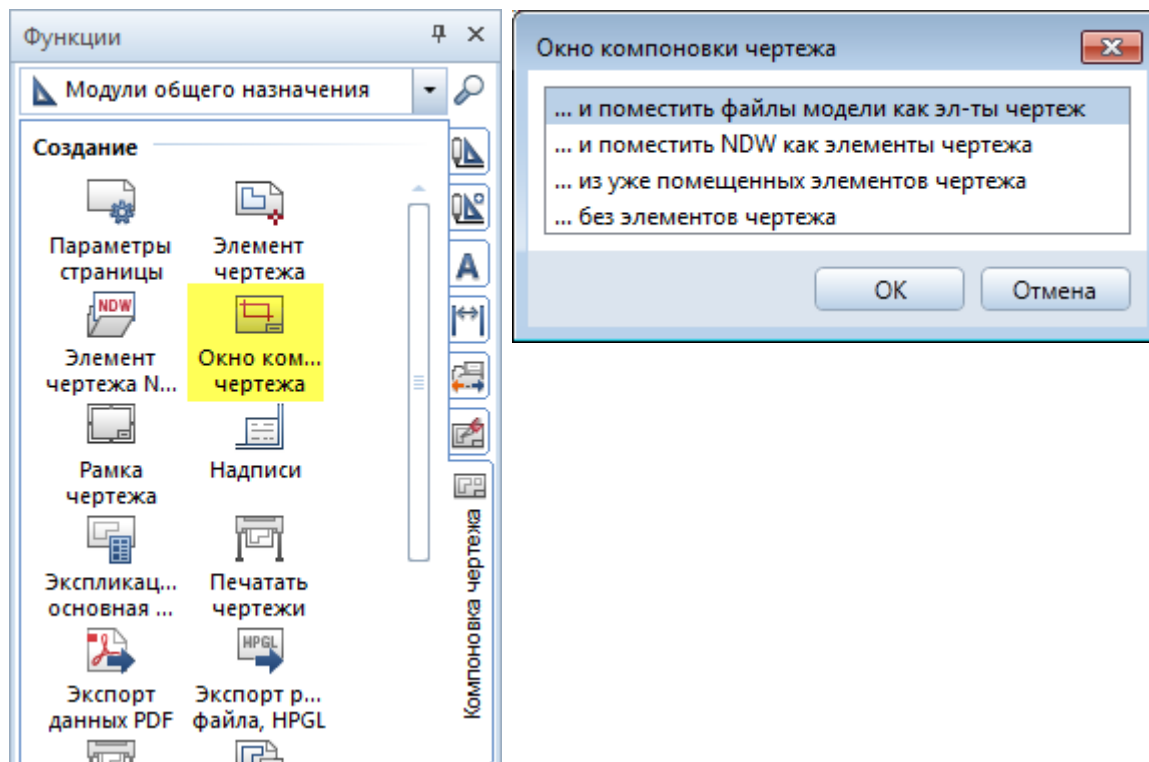 Функции
Модули общего назначения
Создание
Параметры
страницы
Элемент
чертежа
NDW
Элемент
чертежа N...
Окно ком...
чертежа
Рамка
чертежа
Надписи
Экспликац...
основная ...
Печатать
чертежи
HPGL
Экспорт
данных PDF
Экспорт р...
файла, HPGL
A
Компоновка чертежа
Окно компоновки чертежа
... и поместить файлы модели как эл-ты чертеж
... и поместить NDW как элементы чертежа
... из уже помещенных элементов чертежа
... без элементов чертежа
ОК
Отмена